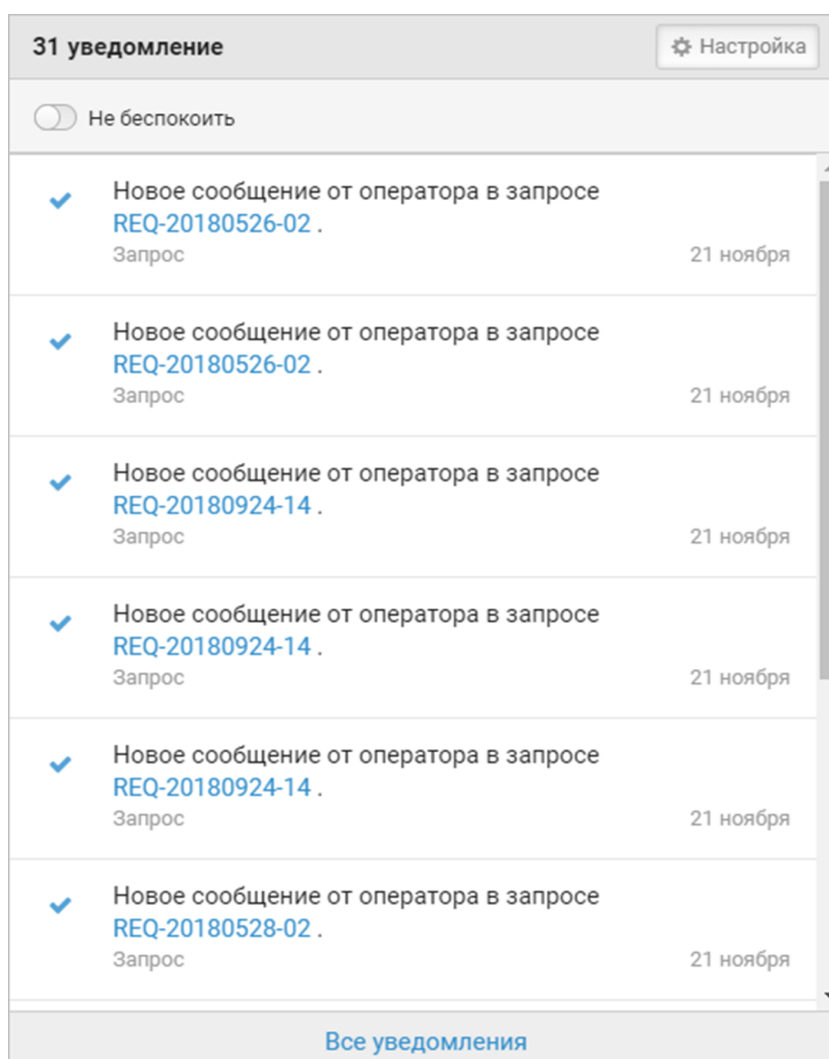 31 уведомление
Настройка
Не беспокоить
Новое сообщение от оператора в запросе
REQ-20180526-02 .
Запрос
21 ноября
Новое сообщение от оператора в запросе
REQ-20180526-02 .
Запрос
21 ноября
Новое сообщение от оператора в запросе
REQ-20180924-14 .
Запрос
21 ноября
Новое сообщение от оператора в запросе
REQ-20180924-14 .
Запрос
21 ноября
Новое сообщение от оператора в запросе
REQ-20180924-14 .
Запрос
21 ноября
Новое сообщение от оператора в запросе
REQ-20180528-02 .
Запрос
21 ноября
Все уведомления